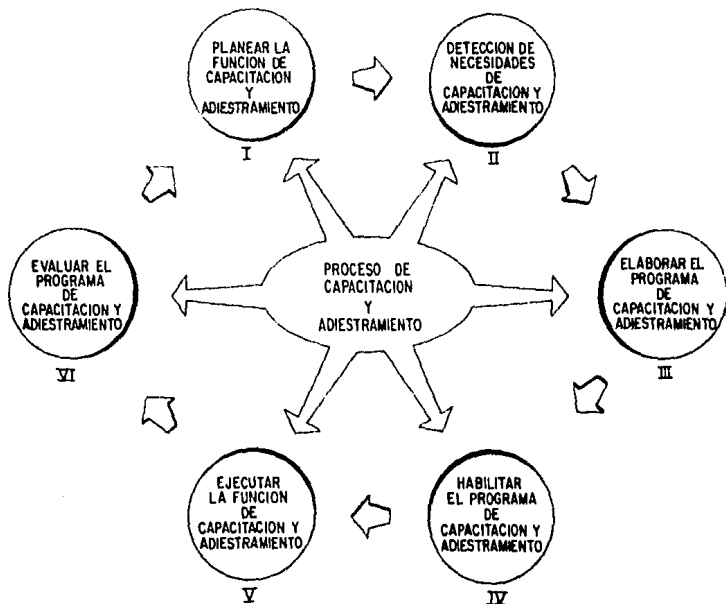 PLANEAR LA
FUNCION DE
CAPACITACION
Y
ADIESTRAMIENTO
I
DETECCION DE
NECESIDADES
DE
CAPACITACION Y
ADIESTRAMIENTO
II
ELABORAR EL
PROGRAMA
DE
CAPACITACION Y
ADIESTRAMIENTO
III
HABILITAR
EL PROGRAMA
DE
CAPACITACION Y
ADIESTRAMIENTO
IV
EJECUTAR
LA FUNCION
DE
CAPACITACION Y
ADIESTRAMIENTO
V
EVALUAR EL
PROGRAMA
DE
CAPACITACION Y
ADIESTRAMIENTO
VI
PROCESO DE
CAPACITACION
Y
ADIESTRAMIENTO